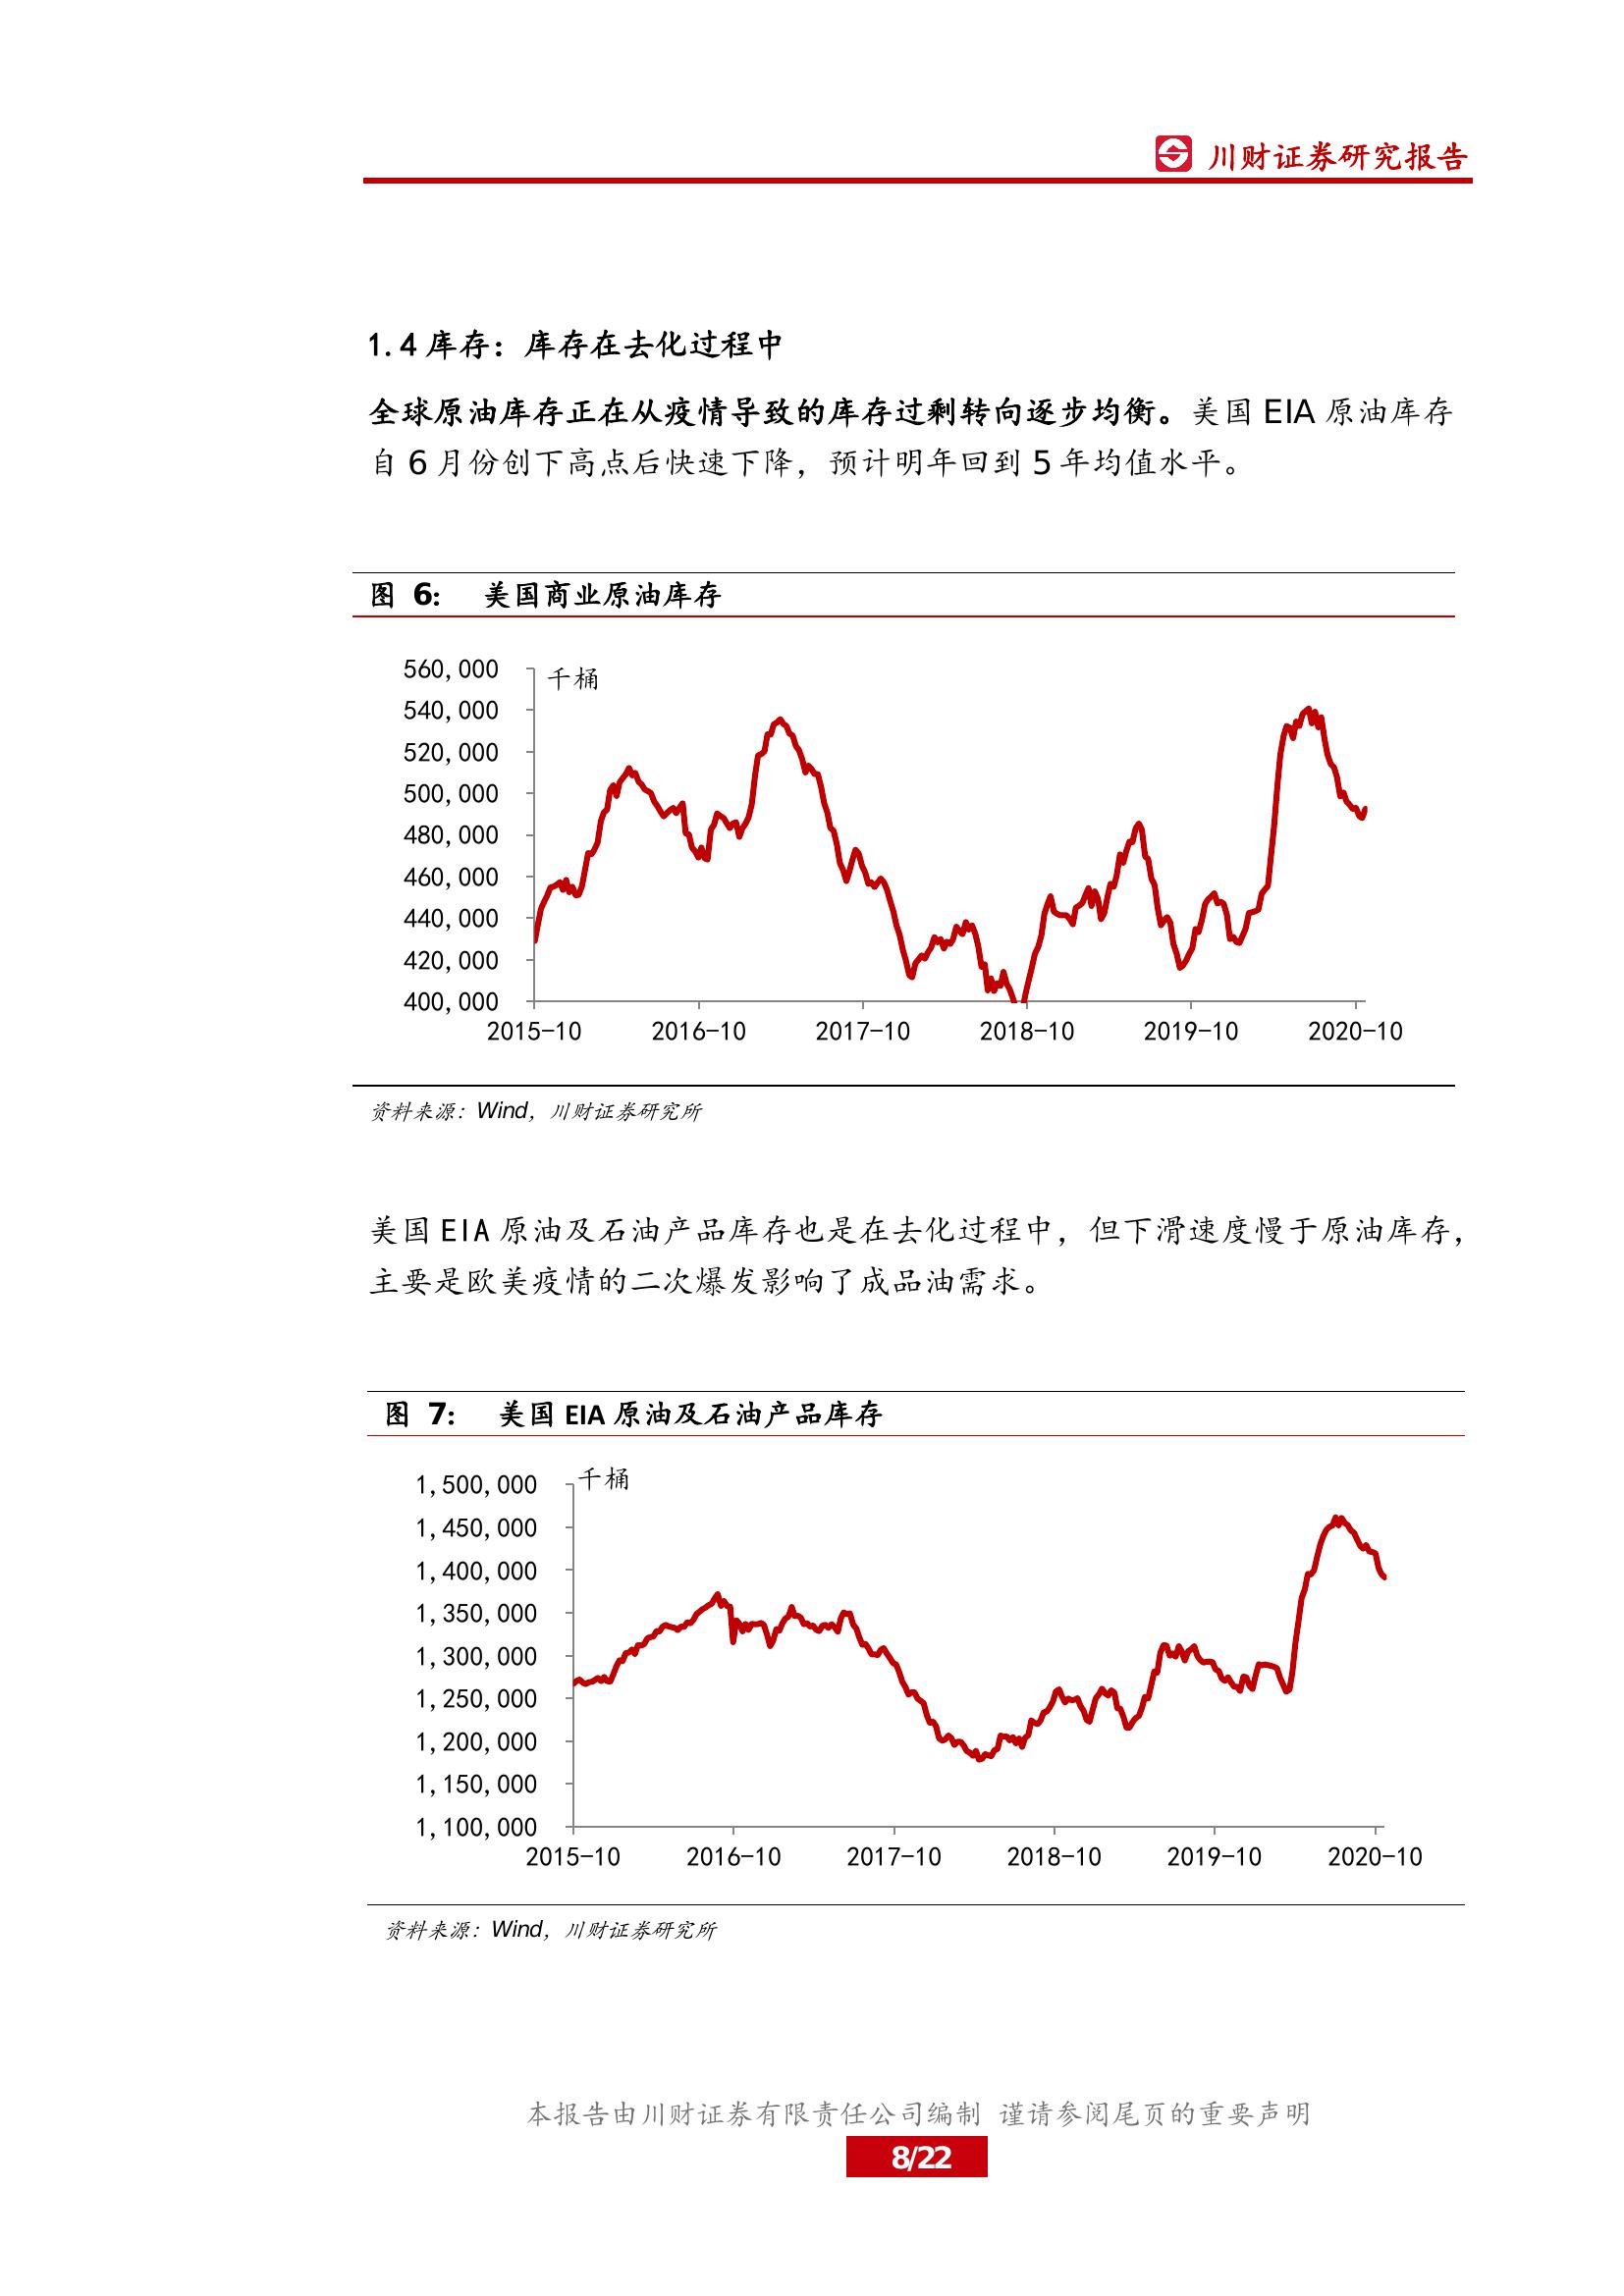 川财证券研究报告
1.4 库存：库存在去化过程中
全球原油库存正在从疫情导致的库存过剩转向逐步均衡。美国 EIA 原油库存
自 6 月份创下高点后快速下降，预计明年回到 5 年均值水平。
图 6: 美国商业原油库存
千桶
560,000
540,000
520,000
500,000
480,000
460,000
440,000
420,000
400,000
2015-10 2016-10 2017-10 2018-10 2019-10 2020-10
资料来源：Wind，川财证券研究所
美国 EIA 原油及石油产品库存也是在去化过程中，但下滑速度慢于原油库存，
主要是欧美疫情的二次爆发影响了成品油需求。
图 7: 美国 EIA 原油及石油产品库存
千桶
1,500,000
1,450,000
1,400,000
1,350,000
1,300,000
1,250,000
1,200,000
1,150,000
1,100,000
2015-10 2016-10 2017-10 2018-10 2019-10 2020-10
资料来源：Wind，川财证券研究所
本报告由川财证券有限责任公司编制 谨请参阅尾页的重要声明
8/22